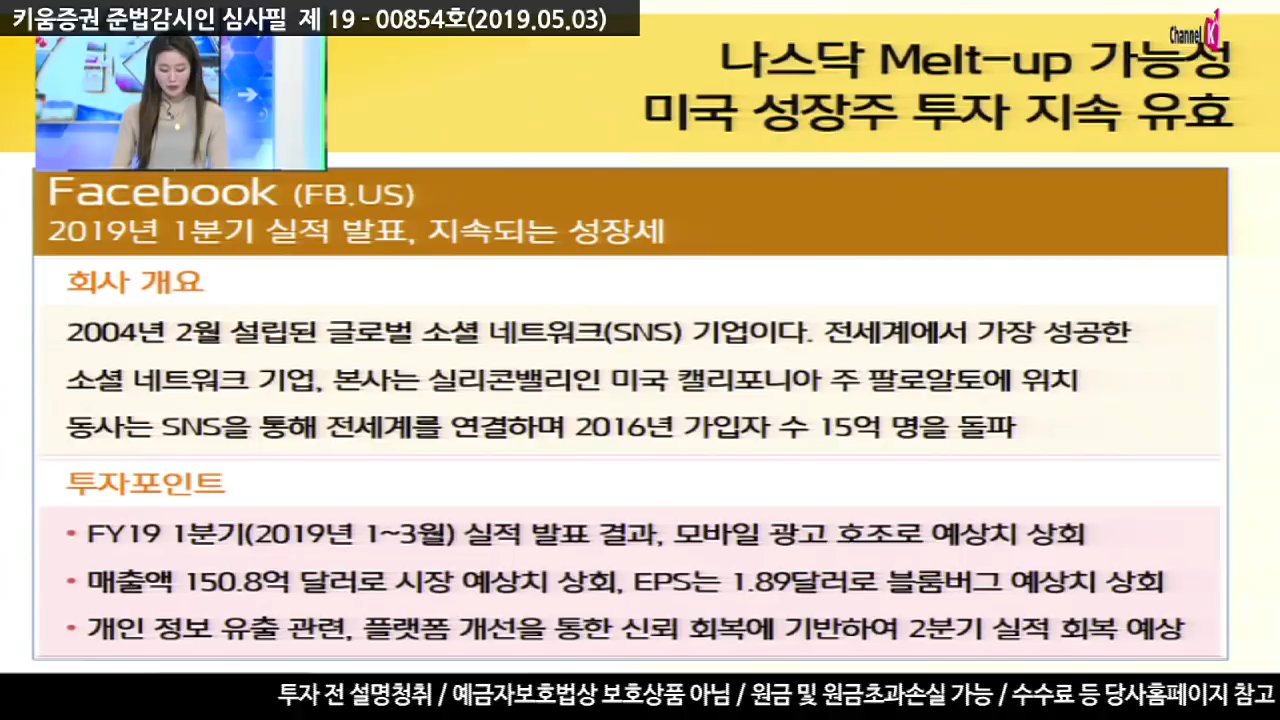 키움증권 준법감시인 심사필 제 19 - 00854호(2019.05.03)
Channel K
나스닥 Melt-up 가능성
미국 성장주 투자 지속 유효
Facebook (FB.US)
2019년 1분기 실적 발표, 지속되는 성장세
회사 개요
2004년 2월 설립된 글로벌 소셜 네트워크(SNS) 기업이다. 전세계에서 가장 성공한
소셜 네트워크 기업, 본사는 실리콘밸리인 미국 캘리포니아 주 팔로알토에 위치
동사는 SNS을 통해 전세계를 연결하며 2016년 가입자 수 15억 명을 돌파
투자포인트
• FY19 1분기(2019년 1~3월) 실적 발표 결과, 모바일 광고 호조로 예상치 상회
• 매출액 150.8억 달러로 시장 예상치 상회, EPS는 1.89달러로 블룸버그 예상치 상회
• 개인 정보 유출 관련, 플랫폼 개선을 통한 신뢰 회복에 기반하여 2분기 실적 회복 예상
투자 전 설명청취 / 예금자보호법상 보호상품 아님 / 원금 및 원금초과손실 가능 / 수수료 등 당사홈페이지 참고